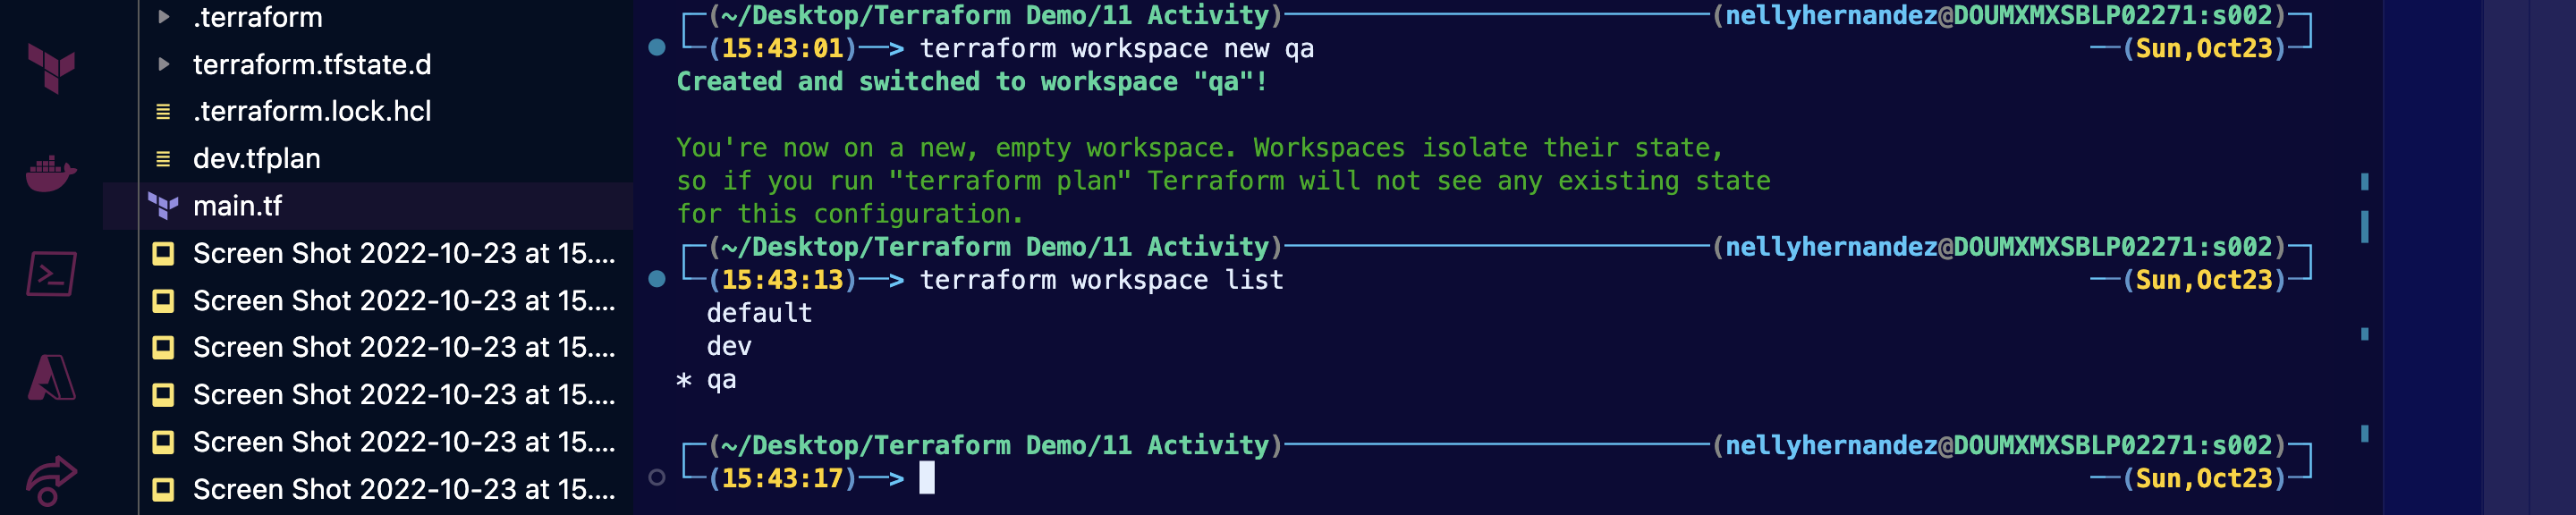 .terraform
terraform.tfstate.d
.terraform.lock.hcl
dev.tfplan
main.tf
Screen Shot 2022-10-23 at 15....
Screen Shot 2022-10-23 at 15....
Screen Shot 2022-10-23 at 15....
Screen Shot 2022-10-23 at 15....
Screen Shot 2022-10-23 at 15....
Screen Shot 2022-10-23 at 15....
(~/Desktop/Terraform Demo/11 Activity) (nellyhernandez@DOUMXMXSBLP02271:s002)
(15:43:01)—> terraform workspace new qa (Sun,Oct23)
Created and switched to workspace "qa"!
You're now on a new, empty workspace. Workspaces isolate their state,
so if you run "terraform plan" Terraform will not see any existing state
for this configuration.
(~/Desktop/Terraform Demo/11 Activity) (nellyhernandez@DOUMXMXSBLP02271:s002)
(15:43:13)—> terraform workspace list (Sun,Oct23)
default
dev
* qa
(~/Desktop/Terraform Demo/11 Activity) (nellyhernandez@DOUMXMXSBLP02271:s002)
(15:43:17)—> (Sun,Oct23)